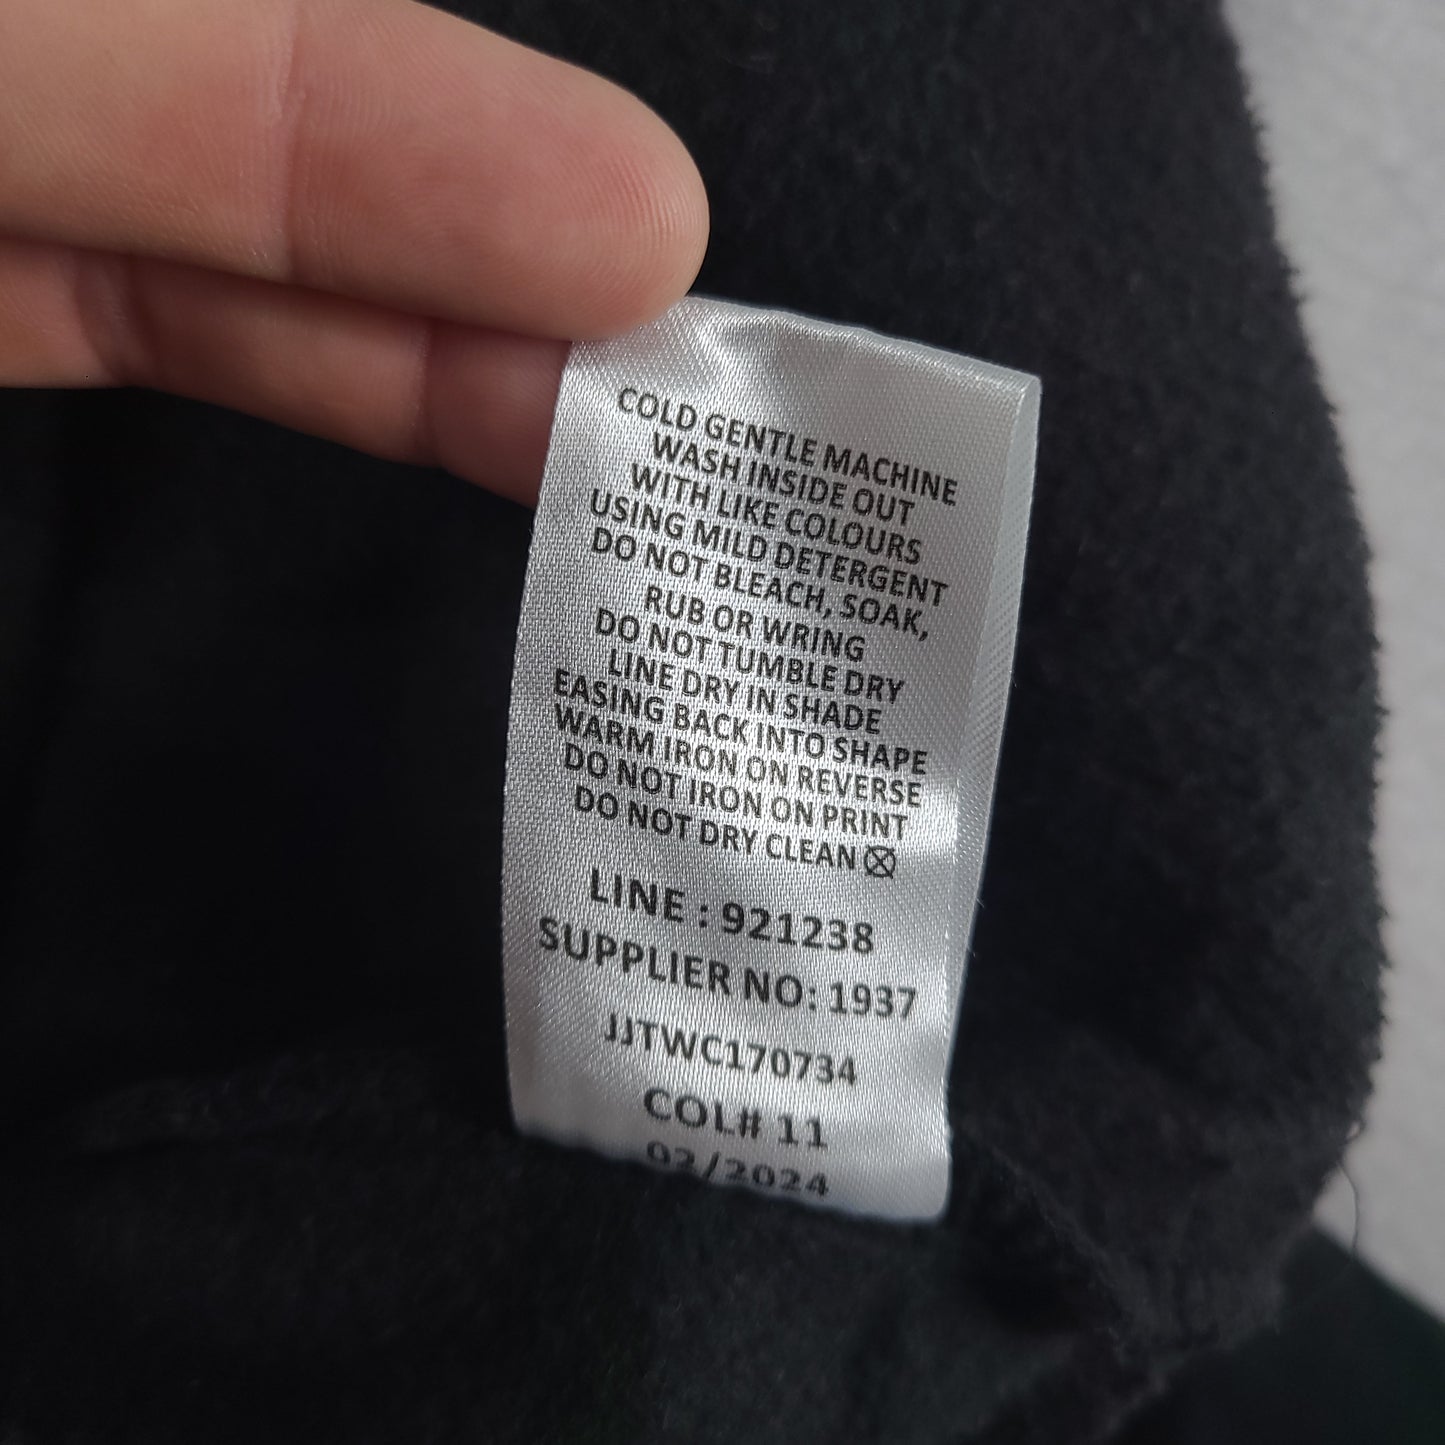 COLD GENTLE MACHINE
WASH INSIDE OUT
WITH LIKE COLOURS
USING MILD DETERGENT
DO NOT BLEACH, SOAK,
RUB OR WRING
DO NOT TUMBLE DRY
LINE DRY IN SHADE
EASING BACK INTO SHAPE
WARM IRON ON REVERSE
DO NOT IRON ON PRINT
DO NOT DRY CLEAN
LINE : 921238
SUPPLIER NO: 1937
JJTWC170734
COL# 11
02/2024